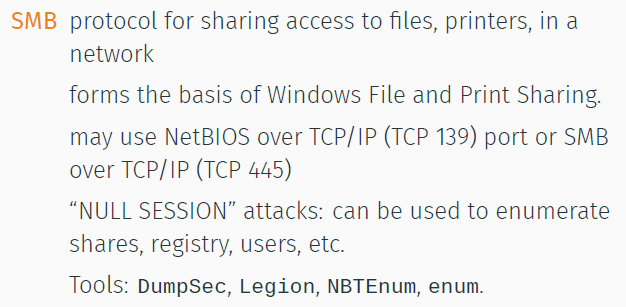 SMB protocol for sharing access to files, printers, in a
network
forms the basis of Windows File and Print Sharing.
may use NetBIOS over TCP/IP (TCP 139) port or SMB
over TCP/IP (TCP 445)
“NULL SESSION” attacks: can be used to enumerate
shares, registry, users, etc.
Tools: DumpSec, Legion, NBTEnum, enum.